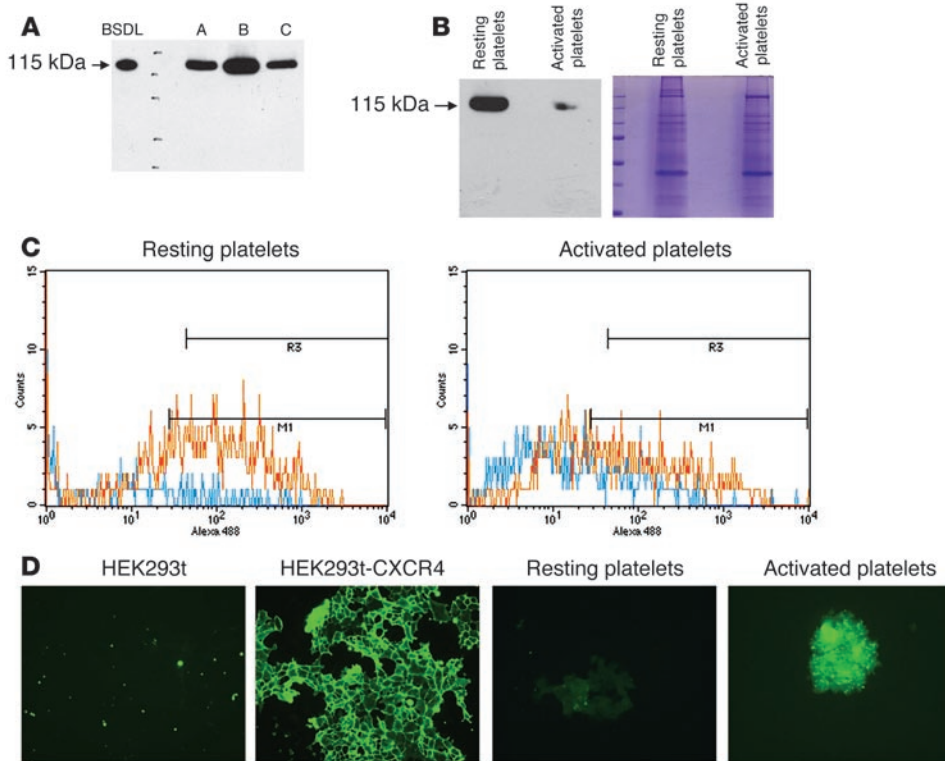 A
BSDL A B C
115 kDa
B
Resting platelets
Activated platelets
Resting platelets
Activated platelets
115 kDa
C
Resting platelets
15
10
5
0
Counts
R3
M1
10^0 10^1 10^2 10^3 10^4
Alexa 488
Activated platelets
15
10
5
0
Counts
R3
M1
10^0 10^1 10^2 10^3 10^4
Alexa 488
D
HEK293t
HEK293t-CXCR4
Resting platelets
Activated platelets